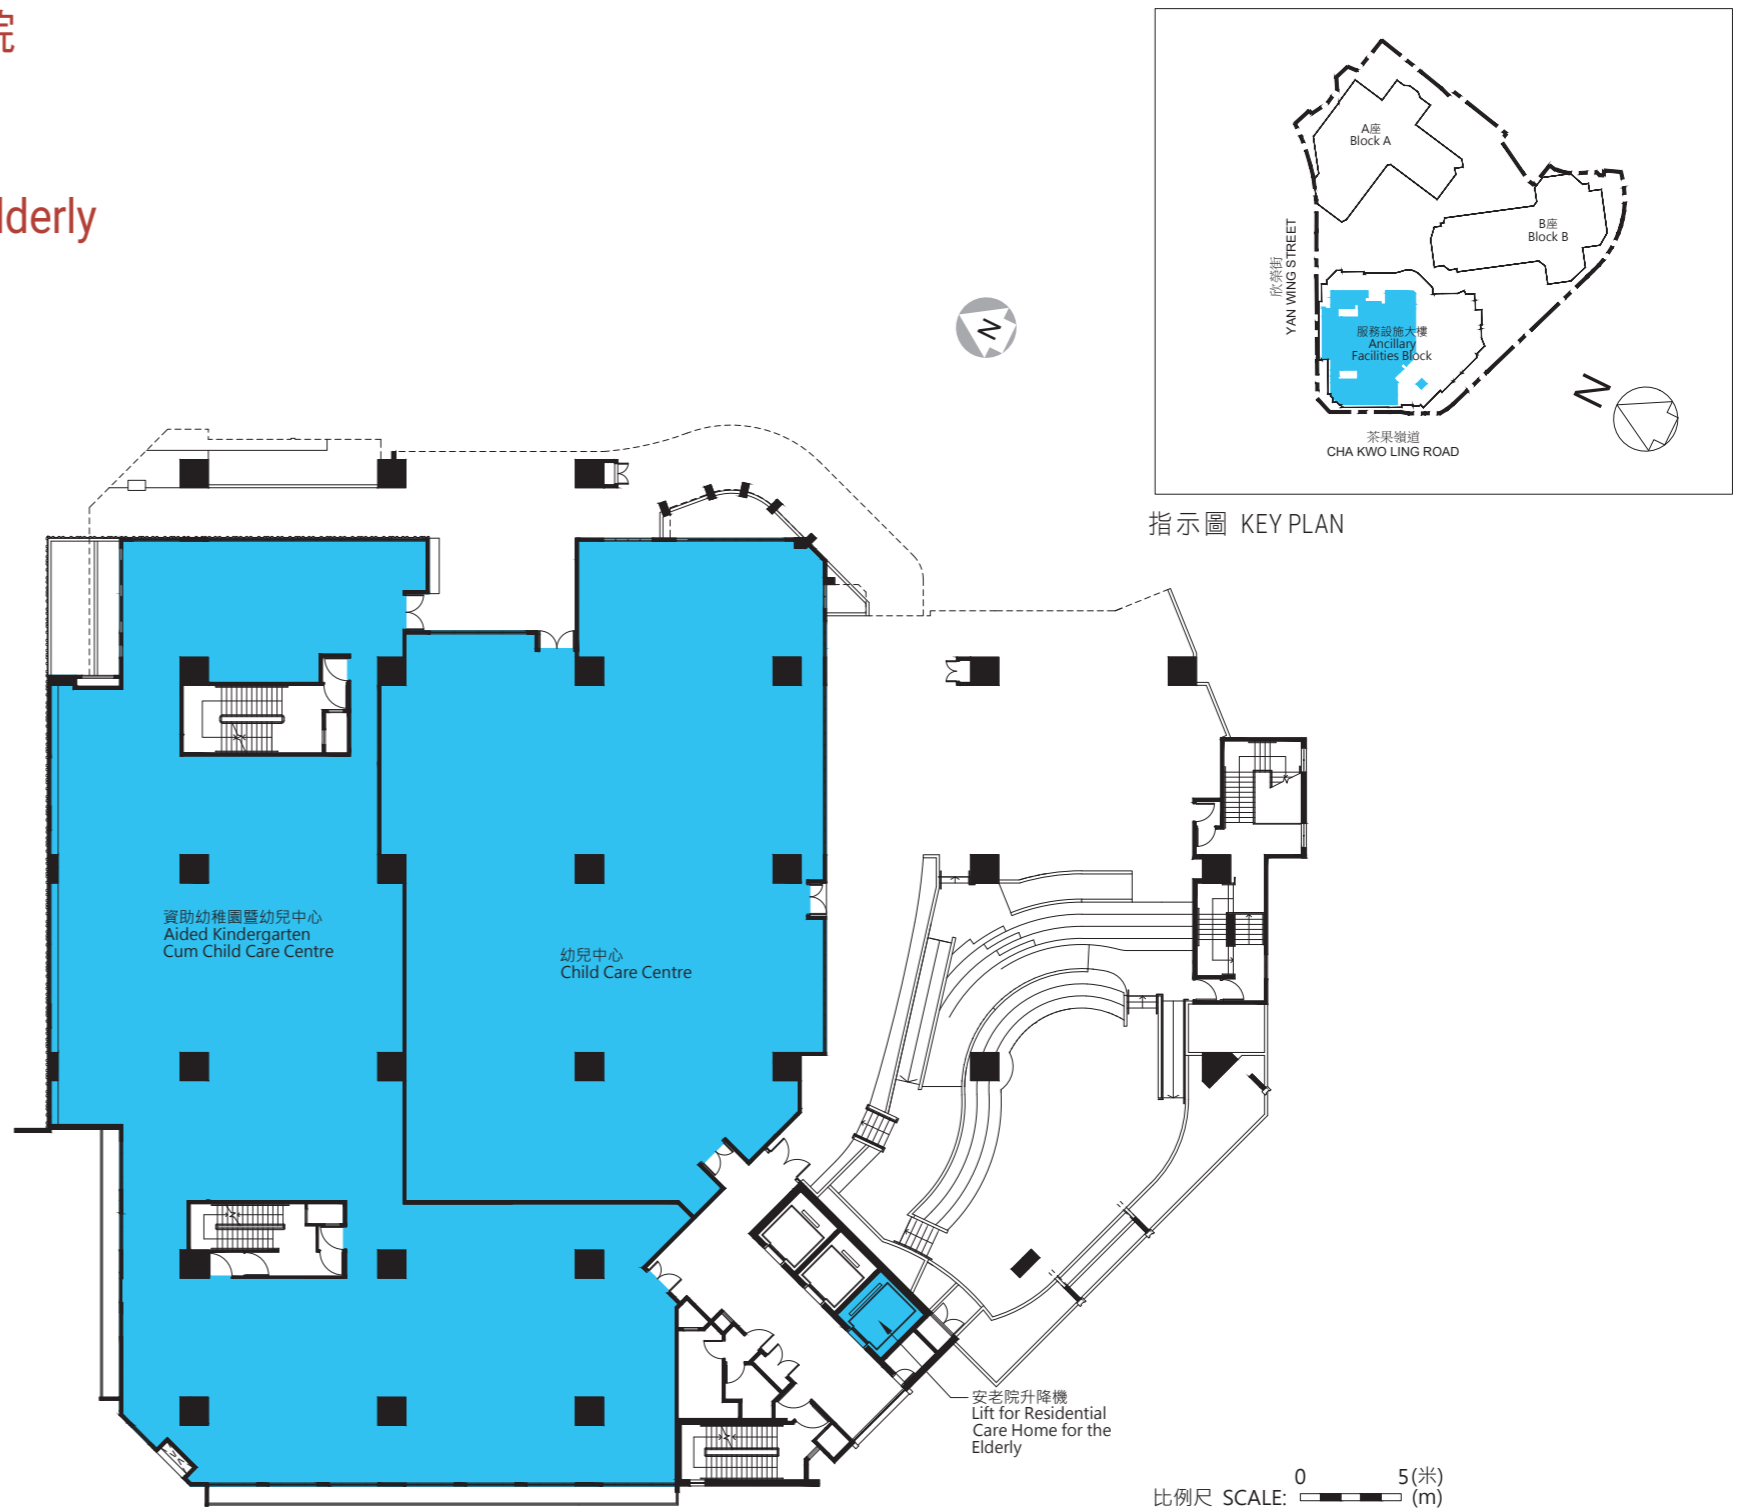 院
lderly
A座
Block A
B座
Block B
欣榮街
YAN WING STREET
服務設施大樓
Ancillary
Facilities Block
N
茶果嶺道
CHA KWO LING ROAD
指示圖 KEY PLAN
N
資助幼稚園暨幼兒中心
Aided Kindergarten
Cum Child Care Centre
幼兒中心
Child Care Centre
安老院升降機
Lift for Residential
Care Home for the
Elderly
0 5(米)
比例尺 SCALE: (m)